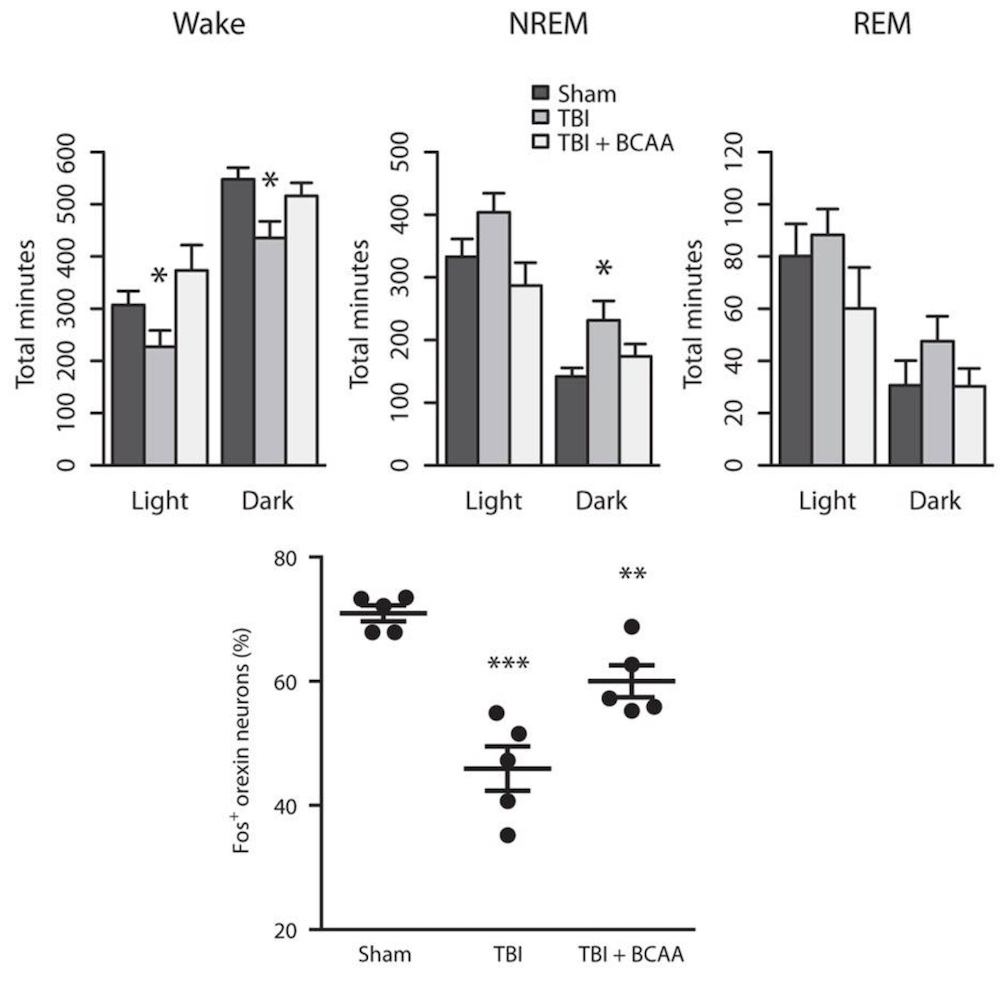 Wake
NREM
REM
Sham
TBI
TBI + BCAA
Total minutes
0 100 200 300 400 500 600
*
*
Light Dark
Total minutes
0 100 200 300 400 500
*
Light Dark
Total minutes
0 20 40 60 80 100 120
Light Dark
Fos+ orexin neurons (%)
80
60
40
20
***
**
Sham TBI TBI + BCAA